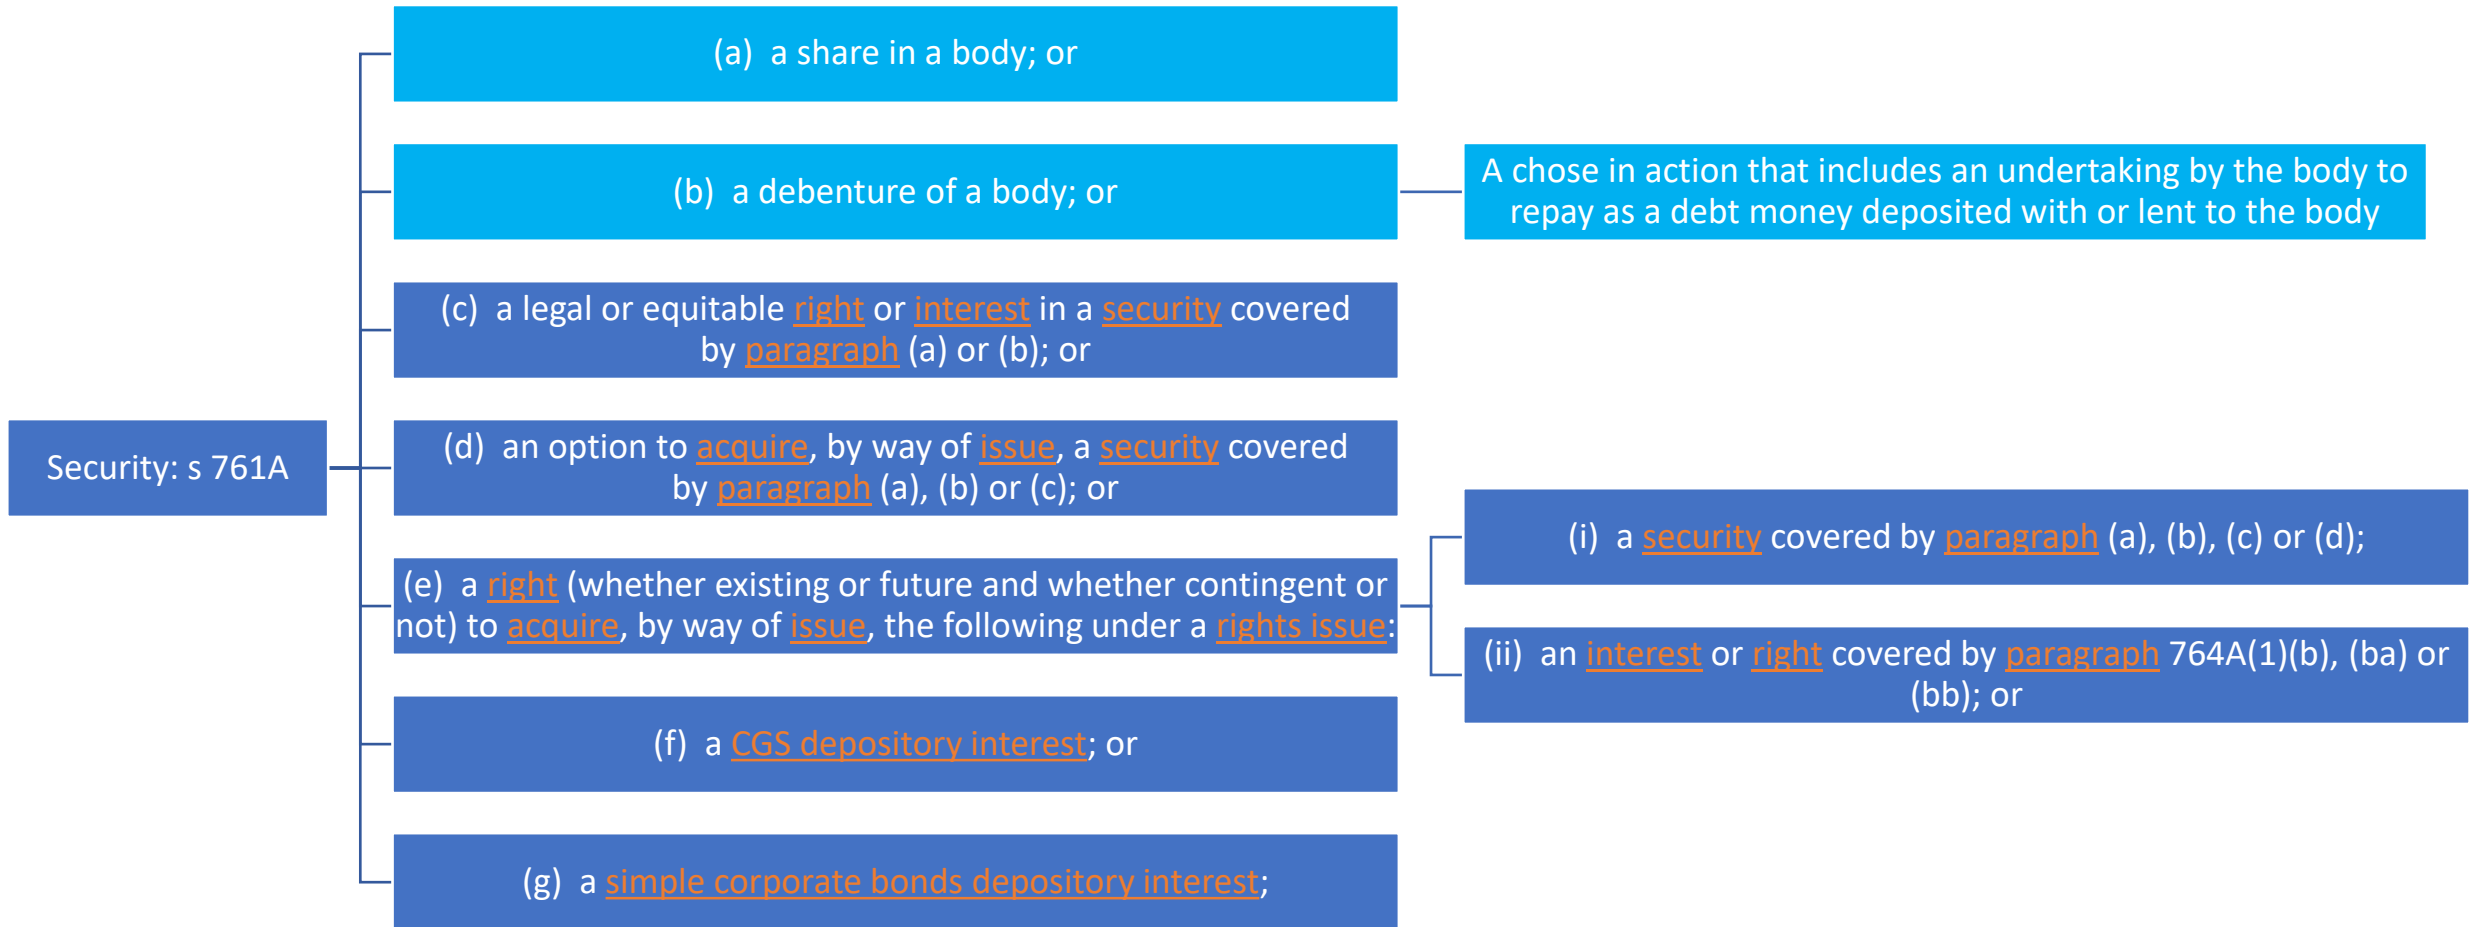 Security: s 761A
(a)  a share in a body; or
(b)  a debenture of a body; or
A chose in action that includes an undertaking by the body to
repay as a debt money deposited with or lent to the body
(c)  a legal or equitable right or interest in a security covered
by paragraph (a) or (b); or
(d)  an option to acquire, by way of issue, a security covered
by paragraph (a), (b) or (c); or
(e)  a right (whether existing or future and whether contingent or
not) to acquire, by way of issue, the following under a rights issue:
(i)  a security covered by paragraph (a), (b), (c) or (d);
(ii)  an interest or right covered by paragraph 764A(1)(b), (ba) or
(bb); or
(f)  a CGS depository interest; or
(g)  a simple corporate bonds depository interest;